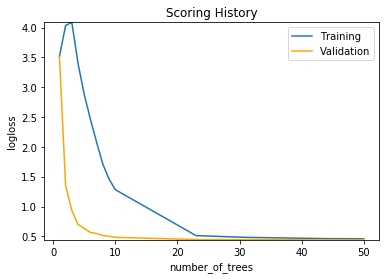 Scoring History
Training
Validation
4.0
3.5
3.0
2.5
2.0
1.5
1.0
0.5
logloss
0 10 20 30 40 50
number_of_trees